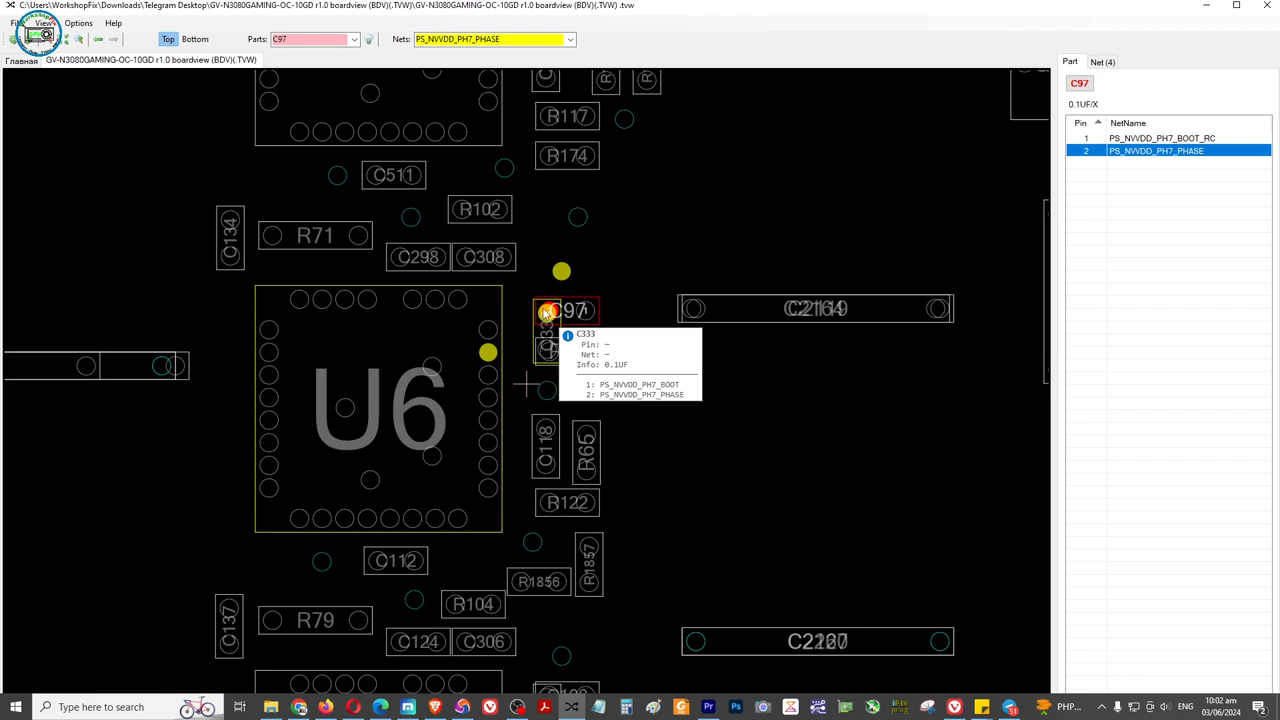 C:\Users\WorkshopFix\Downloads\Telegram Desktop\GV-N3080GAMING-OC-10GD r1.0 boardview (BDV)(.TVW)\GV-N3080GAMING-OC-10GD r1.0 boardview (BDV)(.TVW) .tvw
View Options Help
Top Bottom Parts: C97 Nets: PS_NVVDD_PH7_PHASE
Главная GV-N3080GAMING-OC-10GD r1.0 boardview (BDV)(.TVW)
Part Net (4)
C97
0.1UF/X
Pin NetName
1 PS_NVVDD_PH7_BOOT_RC
2 PS_NVVDD_PH7_PHASE
R117
R174
C511
R102
C134
R71
C298 C308
C97
C333
Pin: —
Net: —
Info: 0.1UF
1: PS_NVVDD_PH7_BOOT
2: PS_NVVDD_PH7_PHASE
U6
C118
R65
R122
C112
R1856
R1857
R104
C137
R79
C124 C306
Type here to search
PHP...
10:02 am
03/06/2024